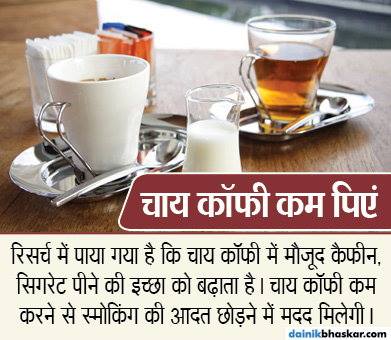 चाय कॉफी कम पिएं
रिसर्च में पाया गया है कि चाय कॉफी में मौजूद कैफीन,
सिगरेट पीने की इच्छा को बढ़ाता है। चाय कॉफी कम
करने से स्मोकिंग की आदत छोड़ने में मदद मिलेगी।
dainikbhaskar.com